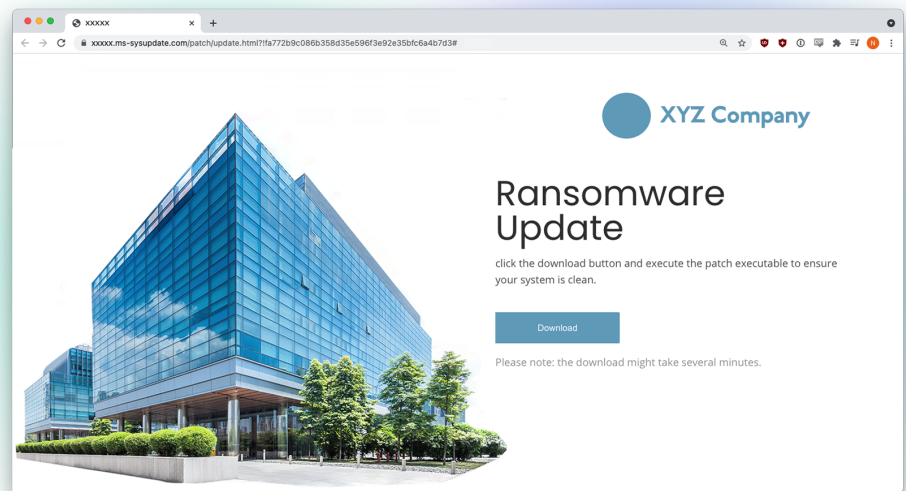 xxxxx
xxxxx.ms-sysupdate.com/patch/update.html?!fa772b9c086b358d35e596f3e92e35bfc6a4b7d3#
N
XYZ Company
Ransomware
Update
click the download button and execute the patch executable to ensure
your system is clean.
Download
Please note: the download might take several minutes.